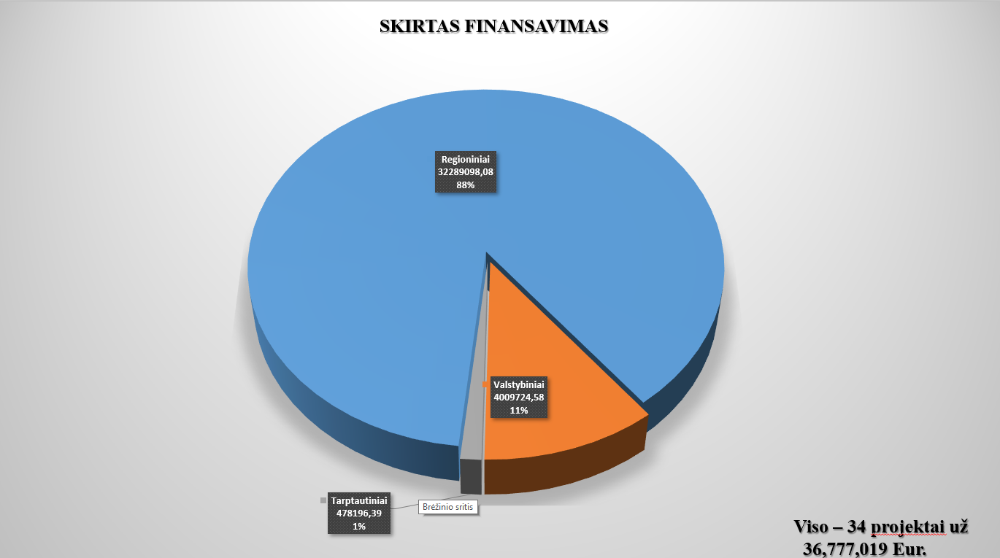 SKIRTAS FINANSAVIMAS
Regioniniai
32289098,08
88%
Valstybiniai
4009724,58
11%
Tarptautiniai
478196,39
1%
Brėžinio sritis
Viso – 34 projektai už
36,777,019 Eur.